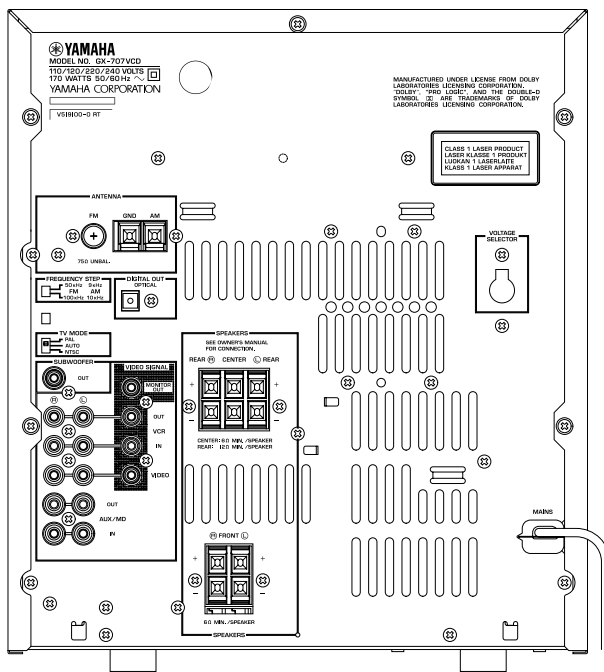 YAMAHA
MODEL NO. GX-707VCD
110/120/220/240 VOLTS
170 WATTS 50/60 Hz
YAMAHA CORPORATION
V519100-0 RT
MANUFACTURED UNDER LICENSE FROM DOLBY
LABORATORIES LICENSING CORPORATION.
"DOLBY", "PRO LOGIC", AND THE DOUBLE-D
SYMBOL ARE TRADEMARKS OF DOLBY
LABORATORIES LICENSING CORPORATION.
CLASS 1 LASER PRODUCT
LASER KLASSE 1 PRODUKT
LUOKAN 1 LASERLAITE
KLASS 1 LASER APPARAT
ANTENNA
FM GND AM
75Ω UNBAL.
VOLTAGE
SELECTOR
FREQUENCY STEP
50kHz 9kHz
FM AM
100kHz 10kHz
DIGITAL OUT
OPTICAL
TV MODE
PAL
AUTO
NTSC
SUBWOOFER
OUT
VIDEO SIGNAL
MONITOR
OUT
R L
OUT
VCR
IN
VIDEO
OUT
AUX/MD
IN
SPEAKERS
SEE OWNER'S MANUAL
FOR CONNECTION.
REAR R CENTER L REAR
+ +
- -
CENTER: 6Ω MIN./SPEAKER
REAR: 12Ω MIN./SPEAKER
R FRONT L
+ +
- -
6Ω MIN./SPEAKER
SPEAKERS
MAINS